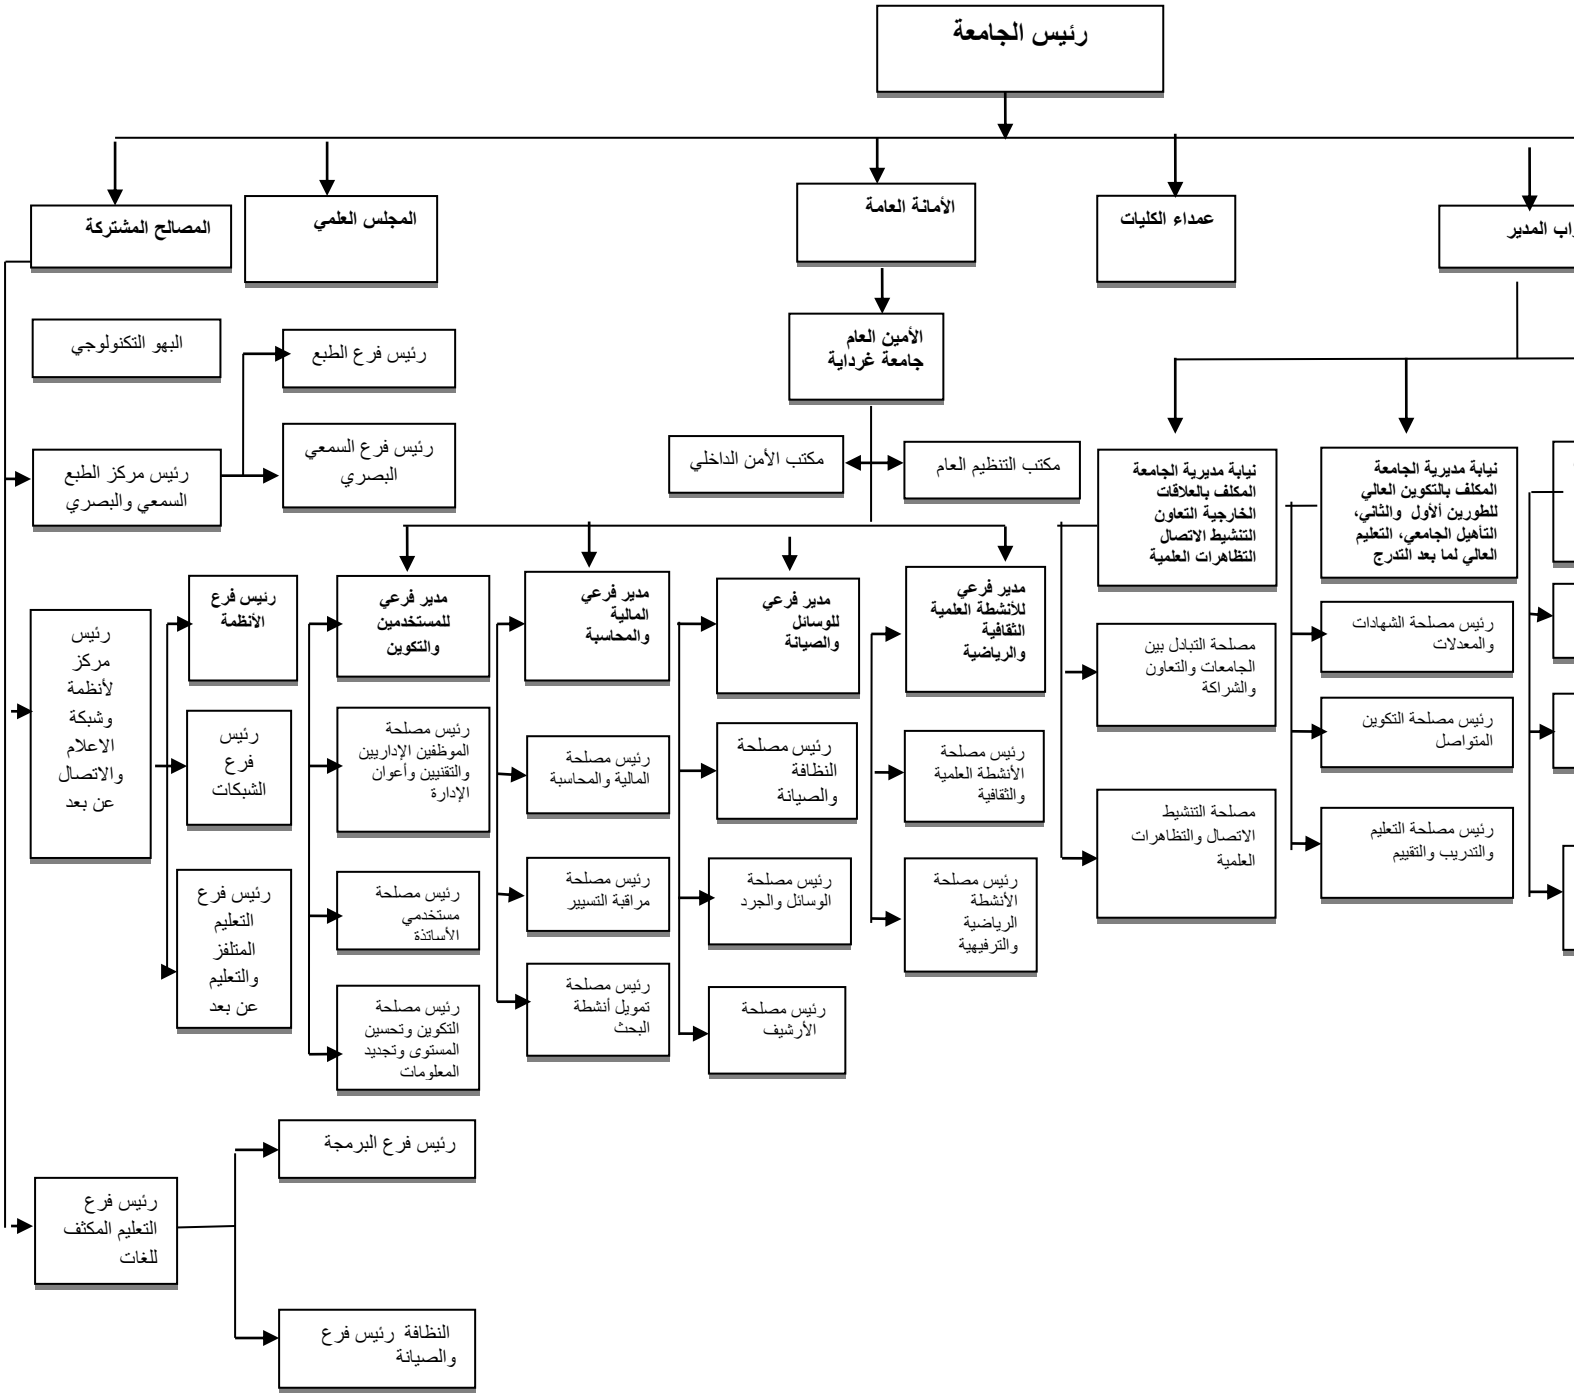 رئيس الجامعة
المصالح المشتركة
المجلس العلمي
الأمانة العامة
عمداء الكليات
المدير
البهو التكنولوجي
رئيس فرع الطبع
رئيس مركز الطبع
السمعي والبصري
رئيس فرع السمعي
البصري
الأمين العام
جامعة غرداية
مكتب الأمن الداخلي
مكتب التنظيم العام
نيابة مديرية الجامعة
المكلف بالعلاقات
الخارجية التعاون
التنشيط الاتصال
التظاهرات العلمية
نيابة مديرية الجامعة
المكلف بالتكوين العالي
للطورين ألأول والثاني،
التأهيل الجامعي، التعليم
العالي لما بعد التدرج
رئيس
مركز
لأنظمة
وشبكة
الاعلام
والاتصال
عن بعد
رئيس فرع
الأنظمة
رئيس
فرع
الشبكات
رئيس فرع
التعليم
المتلفز
والتعليم
عن بعد
مدير فرعي
للمستخدمين
والتكوين
رئيس مصلحة
الموظفين الإداريين
والتقنيين وأعوان
الإدارة
رئيس مصلحة
مستخدمي
الأساتذة
رئيس مصلحة
التكوين وتحسين
المستوى وتجديد
المعلومات
مدير فرعي
المالية
والمحاسبة
رئيس مصلحة
المالية والمحاسبة
رئيس مصلحة
مراقبة التسيير
رئيس مصلحة
تمويل أنشطة
البحث
مدير فرعي
للوسائل
والصيانة
رئيس مصلحة
النظافة
والصيانة
رئيس مصلحة
الوسائل والجرد
رئيس مصلحة
الأرشيف
مدير فرعي
للأنشطة العلمية
الثقافية
والرياضية
رئيس مصلحة
الأنشطة العلمية
والثقافية
رئيس مصلحة
الأنشطة
الرياضية
والترفيهية
مصلحة التبادل بين
الجامعات والتعاون
والشراكة
مصلحة التنشيط
الاتصال والتظاهرات
العلمية
رئيس مصلحة الشهادات
والمعدلات
رئيس مصلحة التكوين
المتواصل
رئيس مصلحة التعليم
والتدريب والتقييم
رئيس فرع البرمجة
رئيس فرع
التعليم المكثف
للغات
النظافة رئيس فرع
والصيانة